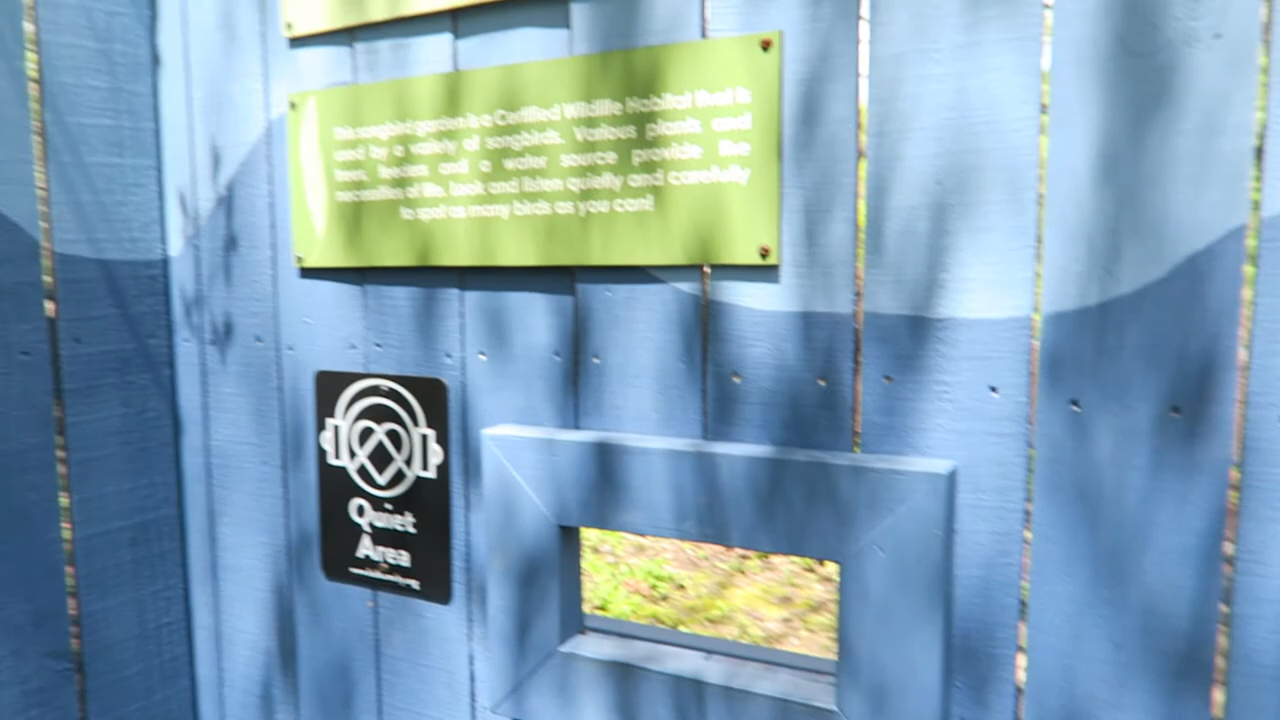 This songbird garden is a Certified Wildlife Habitat that is
used by a variety of songbirds. Various plants and
trees, feeders and a water source provide the
necessities of life. Look and listen quietly and carefully
to spot as many birds as you can!
Quiet
Area